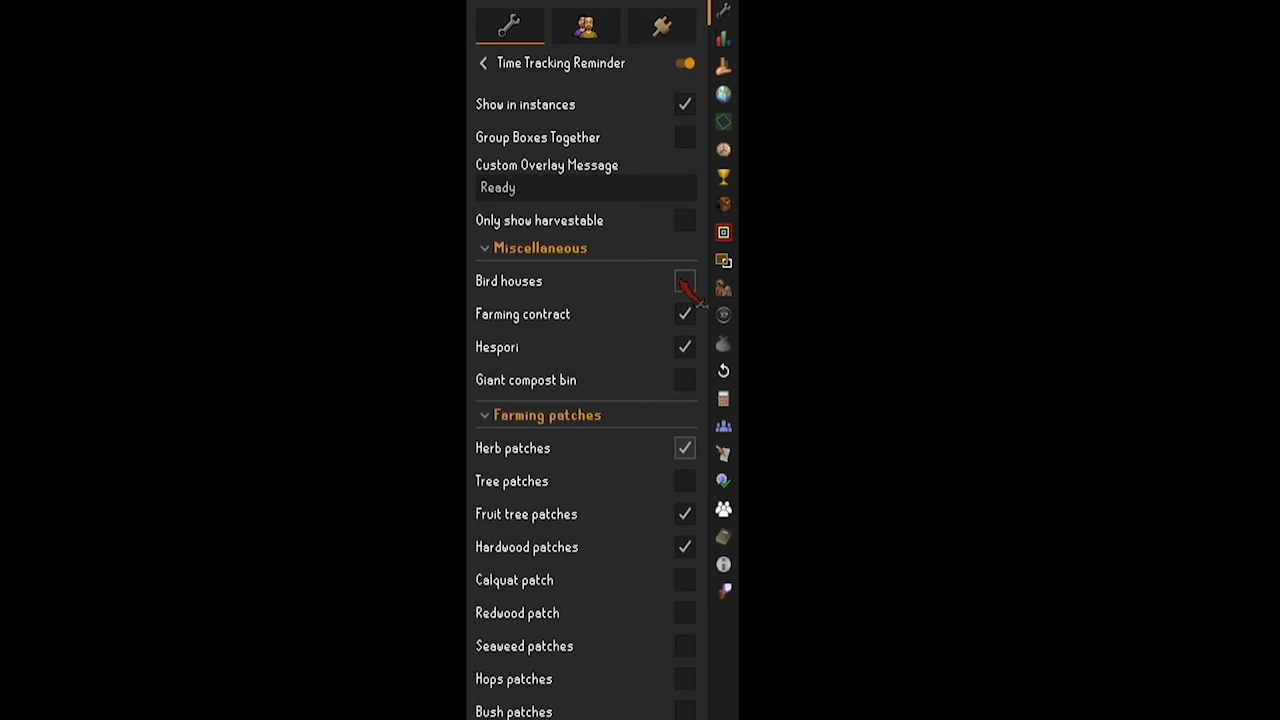 Time Tracking Reminder
Show in instances
Group Boxes Together
Custom Overlay Message
Ready
Only show harvestable
Miscellaneous
Bird houses
Farming contract
Hespori
Giant compost bin
Farming patches
Herb patches
Tree patches
Fruit tree patches
Hardwood patches
Calquat patch
Redwood patch
Seaweed patches
Hops patches
Bush patches
XP